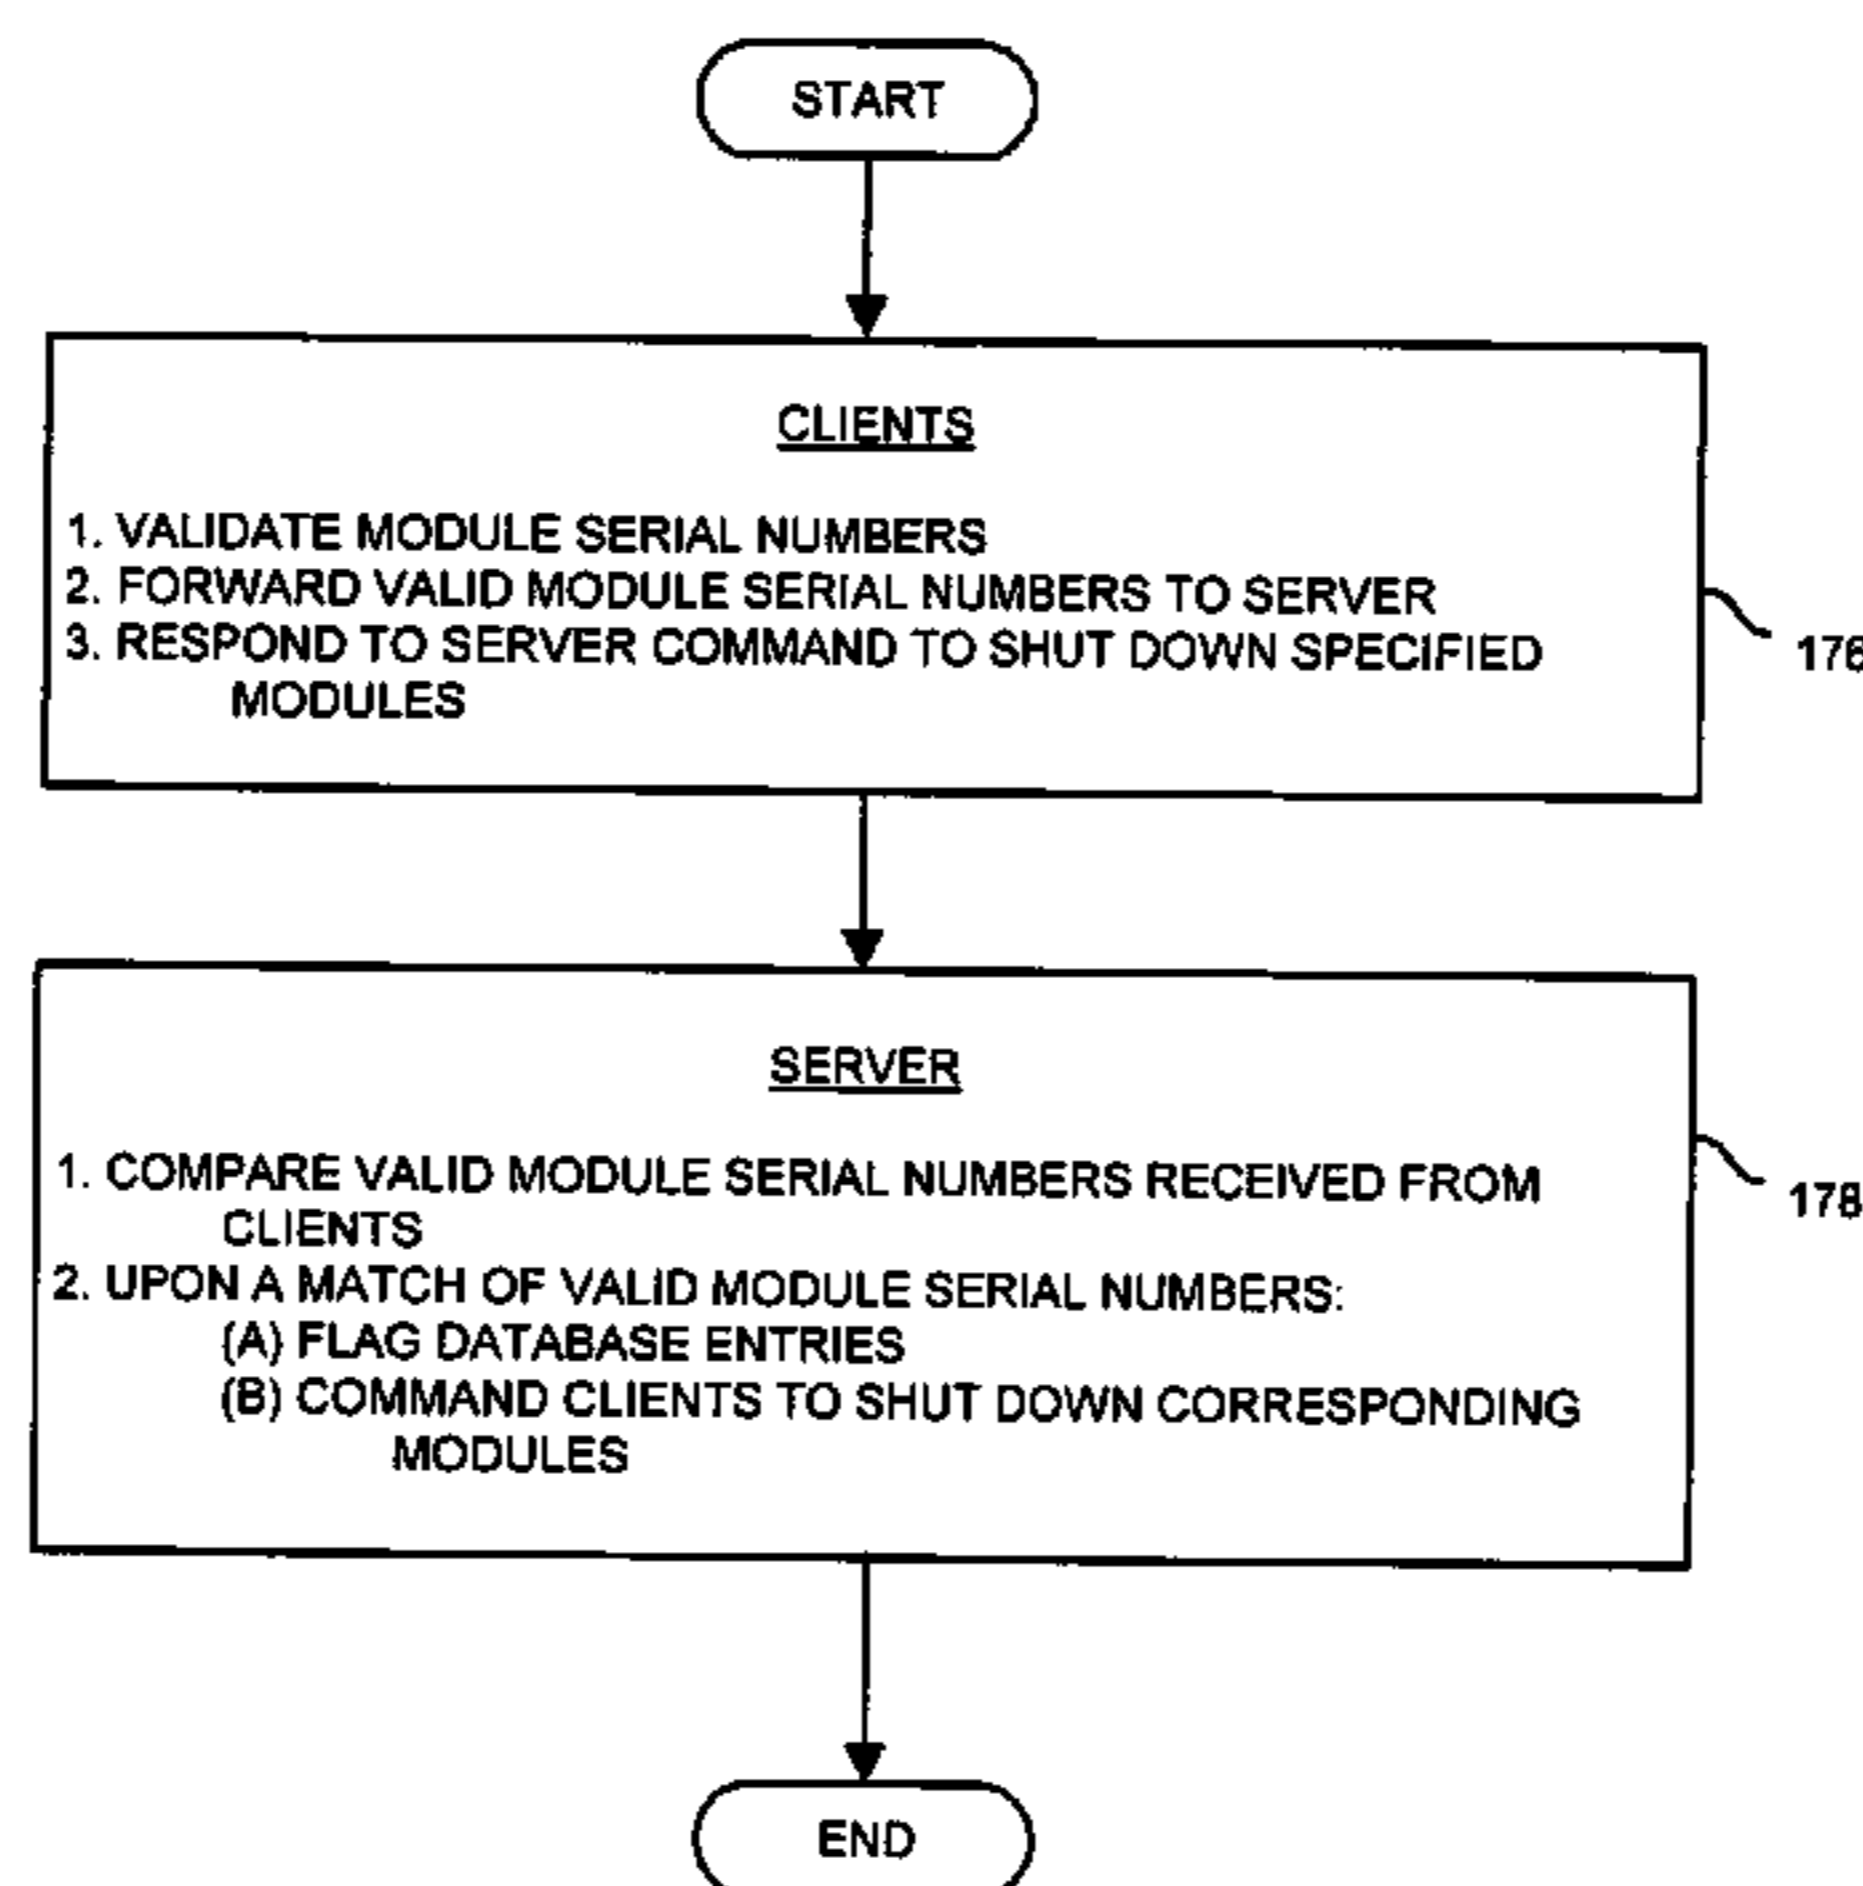 START
CLIENTS
1. VALIDATE MODULE SERIAL NUMBERS
2. FORWARD VALID MODULE SERIAL NUMBERS TO SERVER
3. RESPOND TO SERVER COMMAND TO SHUT DOWN SPECIFIED
MODULES
176
SERVER
1. COMPARE VALID MODULE SERIAL NUMBERS RECEIVED FROM
CLIENTS
178
2. UPON A MATCH OF VALID MODULE SERIAL NUMBERS:
(A) FLAG DATABASE ENTRIES
(B) COMMAND CLIENTS TO SHUT DOWN CORRESPONDING
MODULES
END